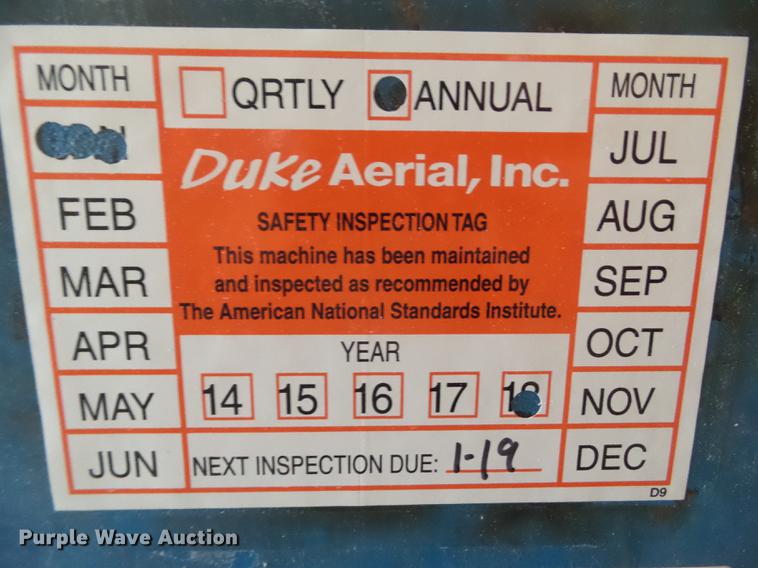 MONTH
QRTLY
ANNUAL
MONTH
Duke Aerial, Inc.
SAFETY INSPECTION TAG
This machine has been maintained
and inspected as recommended by
The American National Standards Institute.
FEB
MAR
APR
MAY
JUN
JUL
AUG
SEP
OCT
NOV
DEC
YEAR
14 15 16 17 18
NEXT INSPECTION DUE: 1-19
D9
Purple Wave Auction